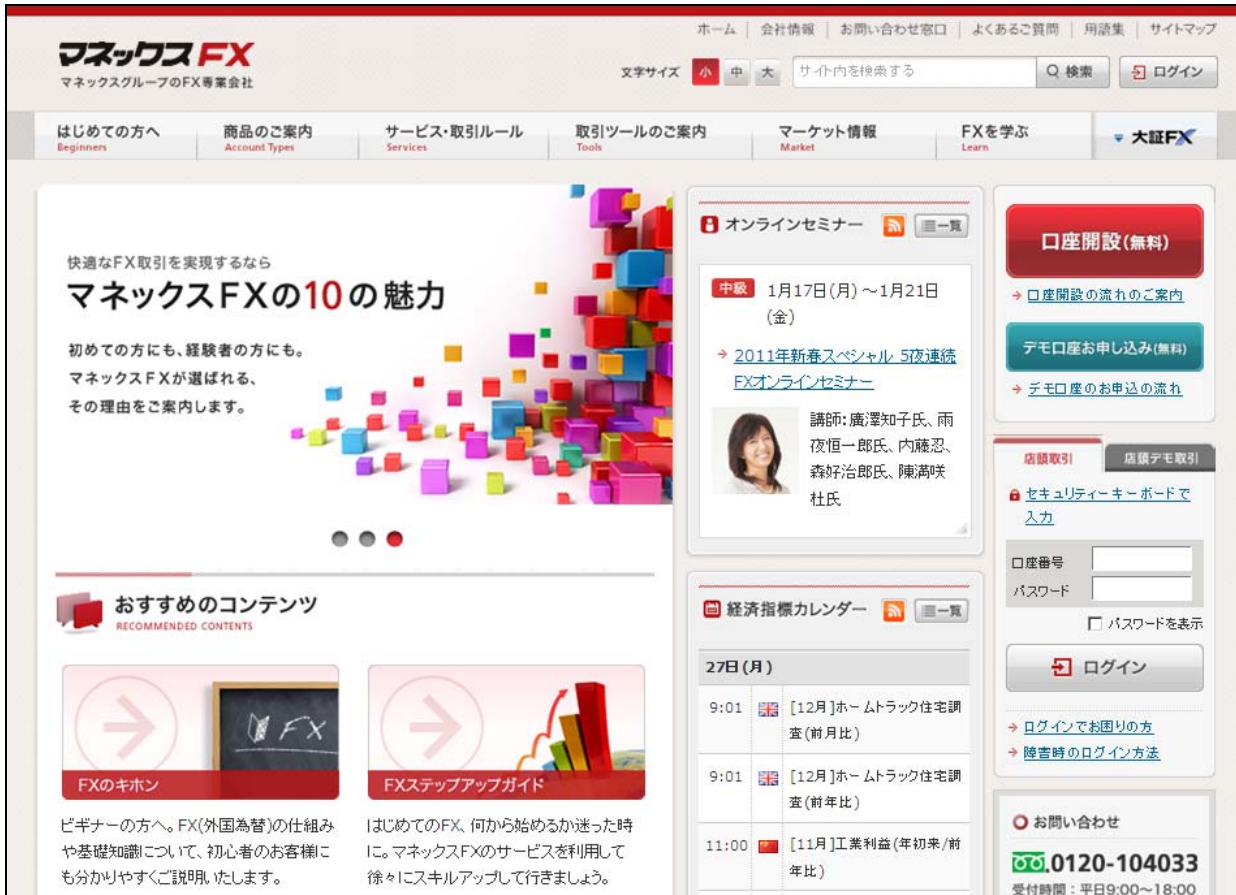 ホーム | 会社情報 | お問い合わせ窓口 | よくあるご質問 | 用語集 | サイトマップ
マネックスFX
マネックスグループのFX専業会社
文字サイズ 小 中 大 サイト内を検索する 検索 ログイン
はじめての方へ 商品のご案内 サービス・取引ルール 取引ツールのご案内 マーケット情報 FXを学ぶ 大証FX
Beginners Account Types Services Tools Market Learn
快適なFX取引を実現するなら
マネックスFXの10の魅力
初めての方にも、経験者の方にも。
マネックスFXが選ばれる、
その理由をご案内します。
おすすめのコンテンツ
RECOMMENDED CONTENTS
FX
FXのキホン
ビギナーの方へ。FX(外国為替)の仕組み
や基礎知識について、初心者のお客様に
も分かりやすくご説明いたします。
FXステップアップガイド
はじめてのFX、何から始めるか迷った時
に。マネックスFXのサービスを利用して
徐々にスキルアップして行きましょう。
オンラインセミナー 一覧
中級 1月17日(月)～1月21日
(金)
2011年新春スペシャル 5夜連続
FXオンラインセミナー
講師:廣澤知子氏、雨
夜恒一郎氏、内藤忍、
森好治郎氏、陳満咲
杜氏
経済指標カレンダー 一覧
27日(月)
9:01 [12月]ホームトラック住宅調
査(前月比)
9:01 [12月]ホームトラック住宅調
査(前年比)
11:00 [11月]工業利益(年初来/前
年比)
口座開設(無料)
口座開設の流れのご案内
デモ口座お申し込み(無料)
デモ口座のお申込の流れ
店頭取引 店頭デモ取引
セキュリティーキーボードで
入力
口座番号
パスワード
パスワードを表示
ログイン
ログインでお困りの方
障害時のログイン方法
お問い合わせ
0120-104033
受付時間：平日9:00～18:00